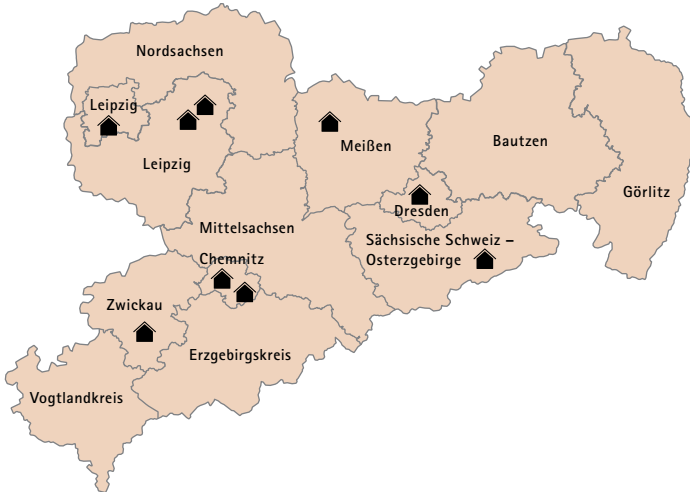 Nordsachsen
Leipzig
Leipzig
Meißen
Bautzen
Görlitz
Dresden
Mittelsachsen
Sächsische Schweiz –
Osterzgebirge
Chemnitz
Zwickau
Erzgebirgskreis
Vogtlandkreis